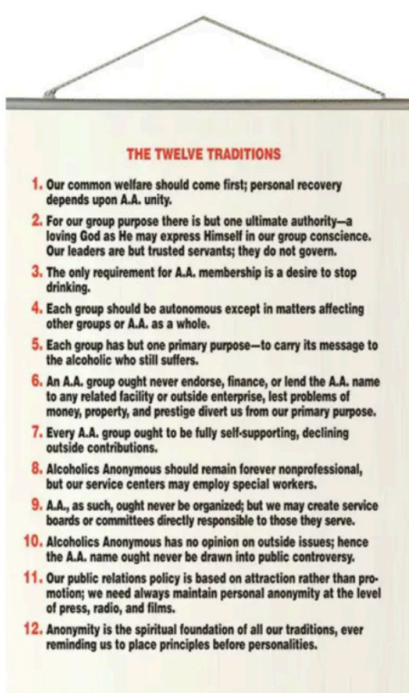 THE TWELVE TRADITIONS
1. Our common welfare should come first; personal recovery
depends upon A.A. unity.
2. For our group purpose there is but one ultimate authority—a
loving God as He may express Himself in our group conscience.
Our leaders are but trusted servants; they do not govern.
3. The only requirement for A.A. membership is a desire to stop
drinking.
4. Each group should be autonomous except in matters affecting
other groups or A.A. as a whole.
5. Each group has but one primary purpose—to carry its message to
the alcoholic who still suffers.
6. An A.A. group ought never endorse, finance, or lend the A.A. name
to any related facility or outside enterprise, lest problems of
money, property, and prestige divert us from our primary purpose.
7. Every A.A. group ought to be fully self-supporting, declining
outside contributions.
8. Alcoholics Anonymous should remain forever nonprofessional,
but our service centers may employ special workers.
9. A.A., as such, ought never be organized; but we may create service
boards or committees directly responsible to those they serve.
10. Alcoholics Anonymous has no opinion on outside issues; hence
the A.A. name ought never be drawn into public controversy.
11. Our public relations policy is based on attraction rather than pro-
motion; we need always maintain personal anonymity at the level
of press, radio, and films.
12. Anonymity is the spiritual foundation of all our traditions, ever
reminding us to place principles before personalities.